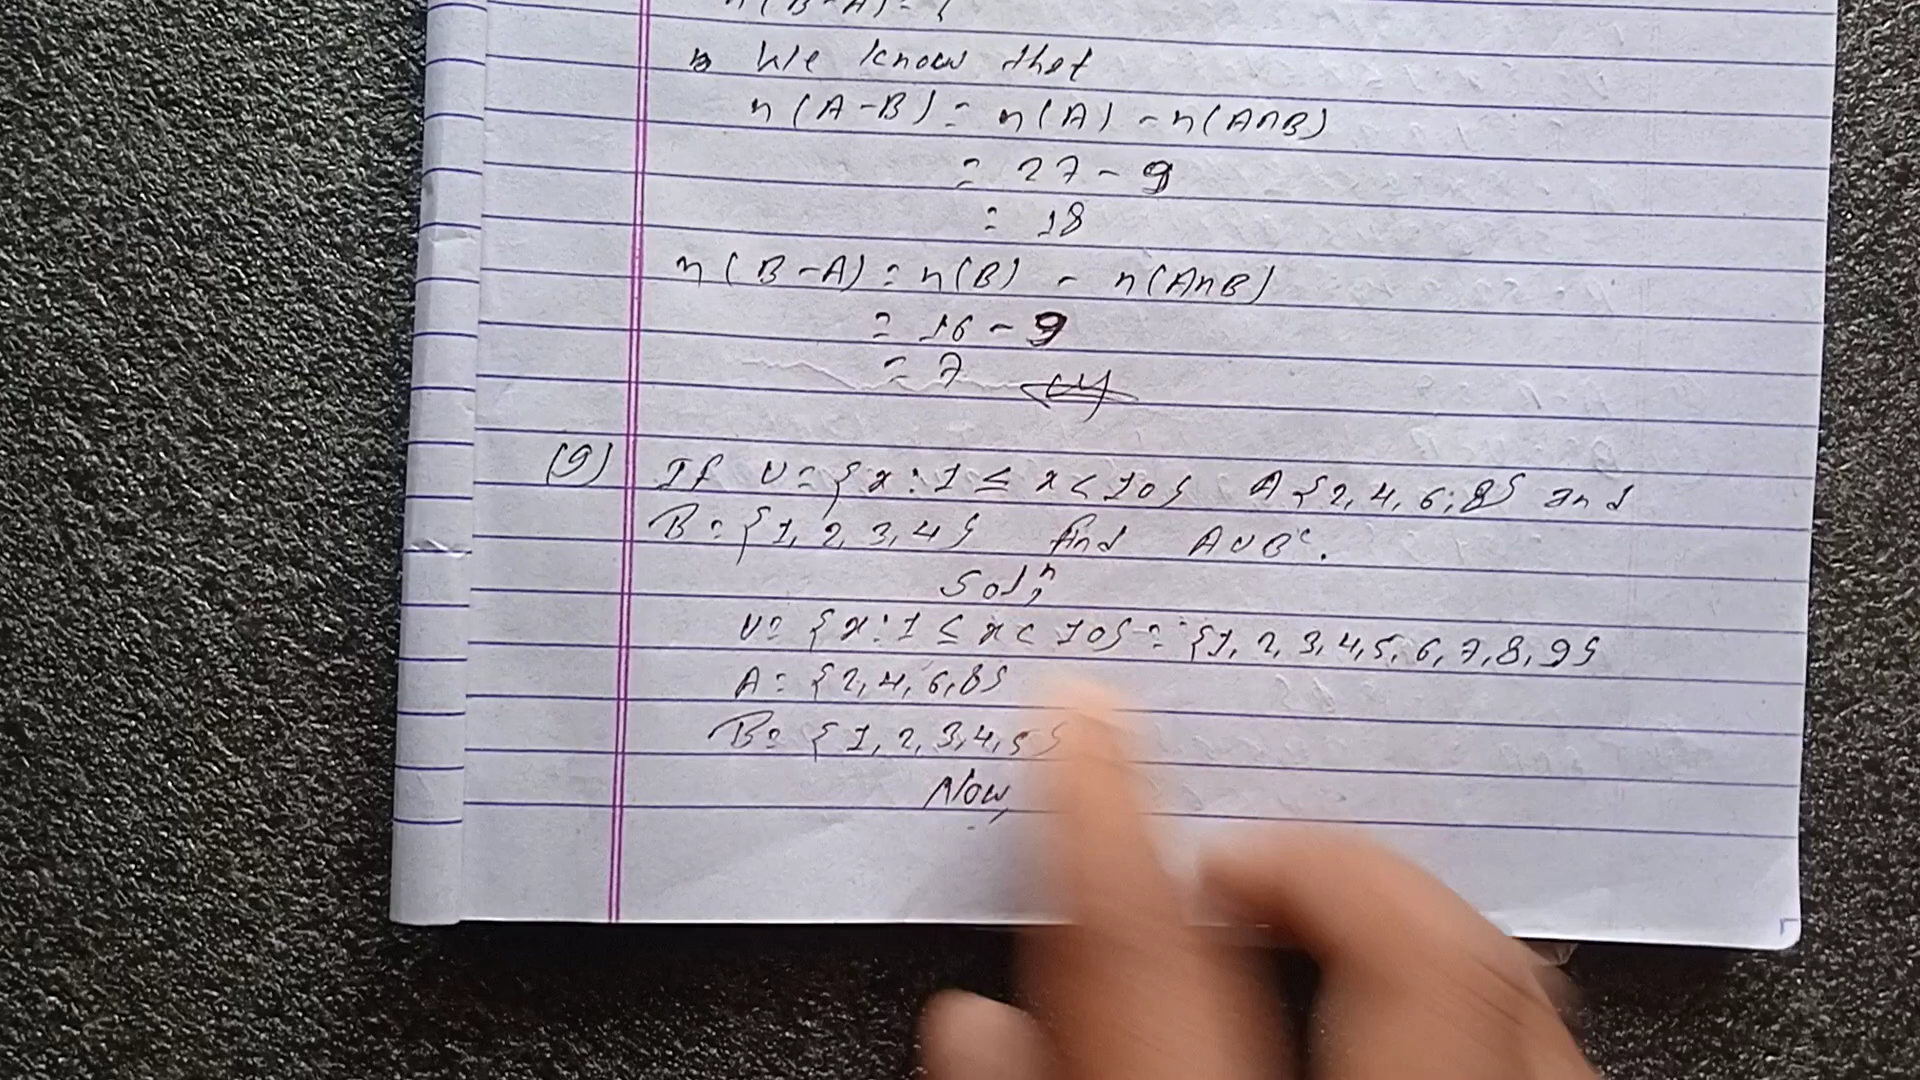 n(B-A) =
We know that
n(A-B) = n(A) - n(A∩B)
= 27 - 9
= 18
n(B-A) = n(B) - n(A∩B)
= 16 - 9
= 7
(9) If U = {x : 1 ≤ x < 10} A {2, 4, 6, 8} and
B = {1, 2, 3, 4} find A∪Bᶜ.
Solⁿ,
U = {x : 1 ≤ x < 10} = {1, 2, 3, 4, 5, 6, 7, 8, 9}
A = {2, 4, 6, 8}
B = {1, 2, 3, 4, 5}
Now,